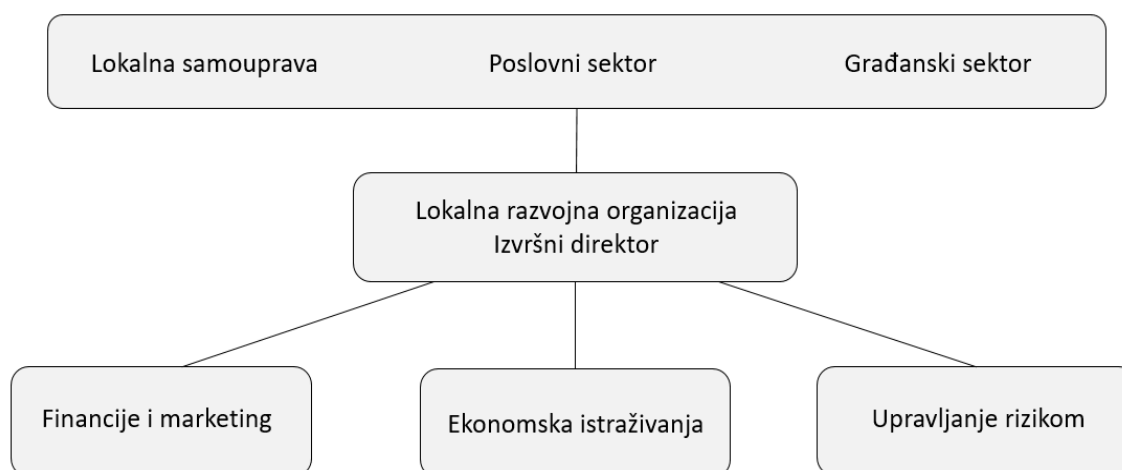 Lokalna samouprava
Poslovni sektor
Građanski sektor
Lokalna razvojna organizacija
Izvršni direktor
Financije i marketing
Ekonomska istraživanja
Upravljanje rizikom